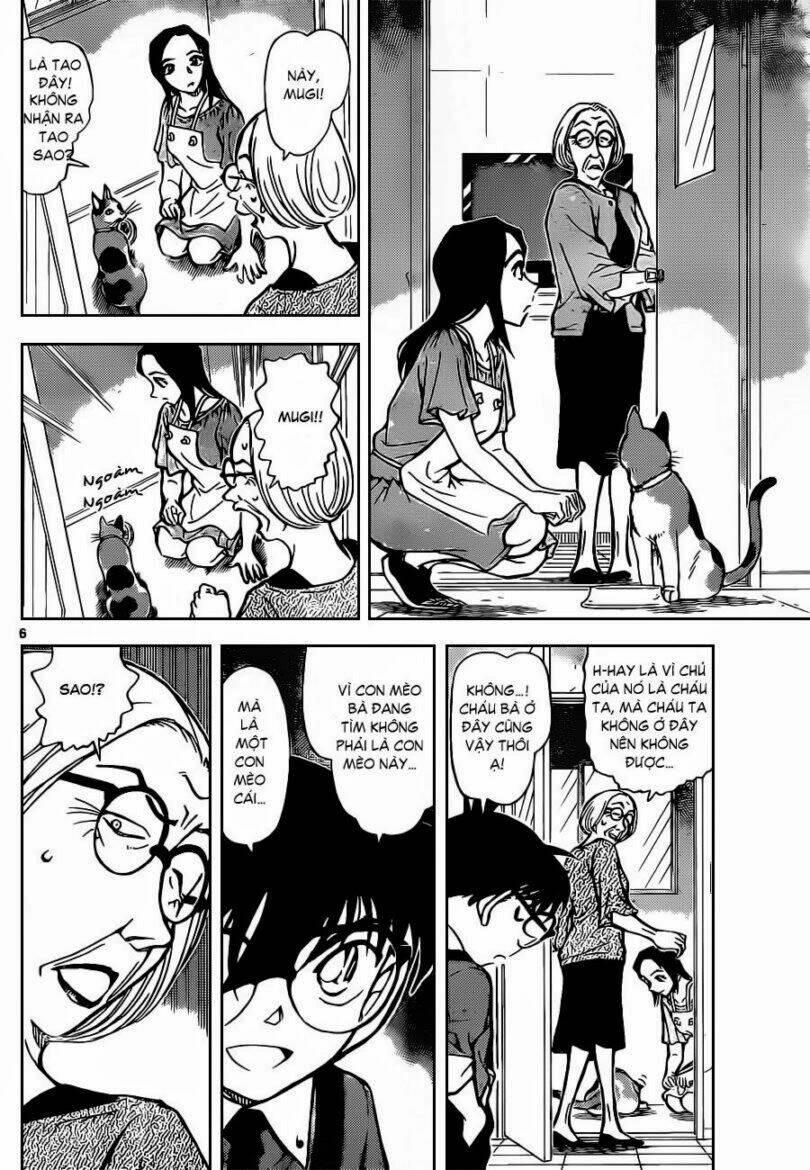 NÀY,
MUGI!
LÀ TAO
ĐÂY!
KHÔNG
NHẬN RA
TAO
SAO?
MUGI!!
Ngoàm
Ngoàm
6
H-HAY LÀ VÌ CHỦ
CỦA NÓ LÀ CHÁU
TA, MÀ CHÁU TA
KHÔNG Ở ĐÂY
NÊN KHÔNG
ĐƯỢC...
KHÔNG...!
CHÁU BÀ Ở
ĐÂY CŨNG
VẬY THÔI
Ạ!
VÌ CON MÈO
BÀ ĐANG
TÌM KHÔNG
PHẢI LÀ CON
MÈO NÀY...
MÀ
LÀ
MỘT
CON
MÈO
CÁI...
SAO!?